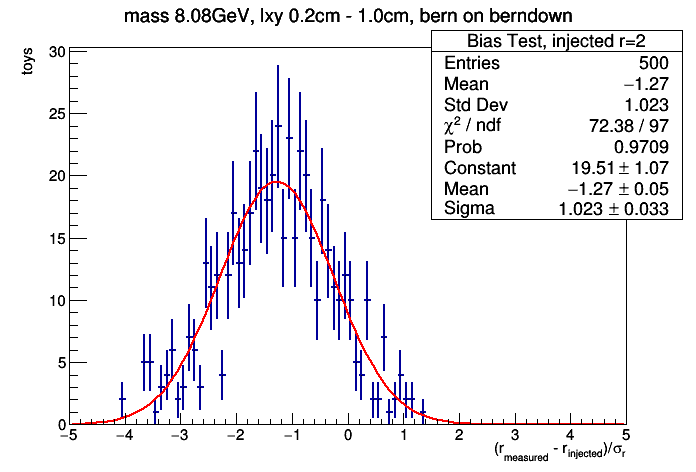 mass 8.08GeV, lxy 0.2cm - 1.0cm, bern on berndown
Bias Test, injected r=2
Entries 500
Mean −1.27
Std Dev 1.023
χ² / ndf 72.38 / 97
Prob 0.9709
Constant 19.51 ± 1.07
Mean −1.27 ± 0.05
Sigma 1.023 ± 0.033
toys
30
25
20
15
10
5
0
−5 −4 −3 −2 −1 0 1 2 3 4 5
(r_measured - r_injected)/σ_r